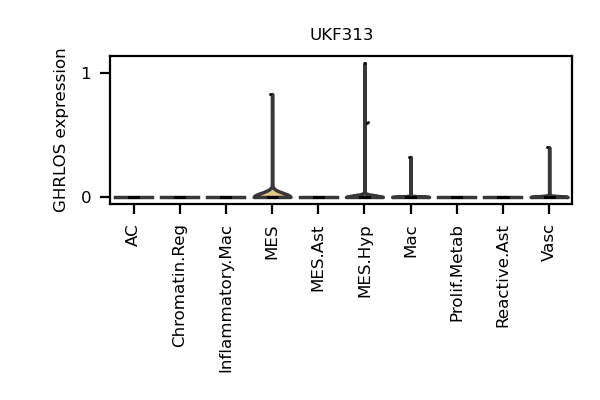 UKF313
GHRLOS expression
1
0
AC
Chromatin.Reg
Inflammatory.Mac
MES
MES.Ast
MES.Hyp
Mac
Prolif.Metab
Reactive.Ast
Vasc